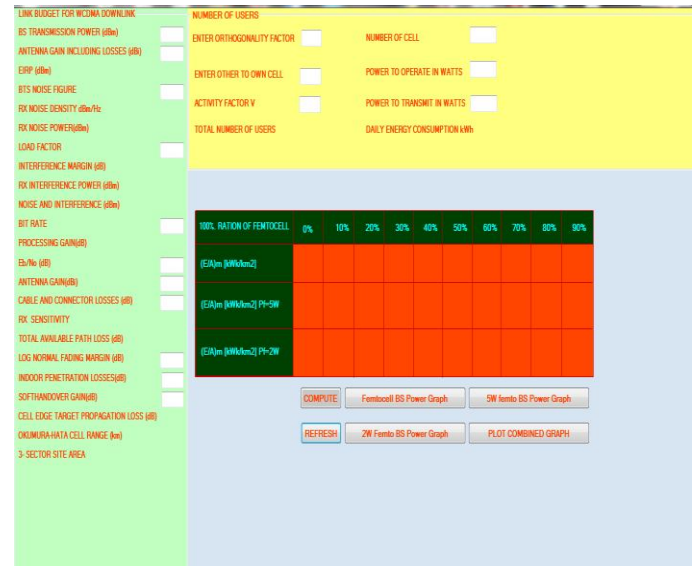 LINK BUDGET FOR WCDMA DOWNLINK
BS TRANSMISSION POWER (dBm)
ANTENNA GAIN INCLUDING LOSSES (dBi)
EIRP (dBm)
BTS NOISE FIGURE
RX NOISE DENSITY dBm/Hz
RX NOISE POWER(dBm)
LOAD FACTOR
INTERFERENCE MARGIN (dB)
RX INTERFERENCE POWER (dBm)
NOISE AND INTERFERENCE (dBm)
BIT RATE
PROCESSING GAIN(dB)
Eb/No (dB)
ANTENNA GAIN(dBi)
CABLE AND CONNECTOR LOSSES (dB)
RX SENSITIVITY
TOTAL AVAILABLE PATH LOSS (dB)
LOG NORMAL FADING MARGIN (dB)
INDOOR PENETRATION LOSSES(dB)
SOFTHANDOVER GAIN(dB)
CELL EDGE TARGET PROPAGATION LOSS (dB)
OKUMURA-HATA CELL RANGE (km)
3- SECTOR SITE AREA
NUMBER OF USERS
ENTER ORTHOGONALITY FACTOR NUMBER OF CELL
ENTER OTHER TO OWN CELL POWER TO OPERATE IN WATTS
ACTIVITY FACTOR V POWER TO TRANSMIT IN WATTS
TOTAL NUMBER OF USERS DAILY ENERGY CONSUMPTION kWh
100% RATION OF FEMTOCELL 0% 10% 20% 30% 40% 50% 60% 70% 80% 90%
(E/A)m [kWk/km2]
(E/A)m [kWk/km2] Pf=5W
(E/A)m [kWk/km2] Pf=2W
COMPUTE Femtocell BS Power Graph 5W femto BS Power Graph
REFRESH 2W Femto BS Power Graph PLOT COMBINED GRAPH